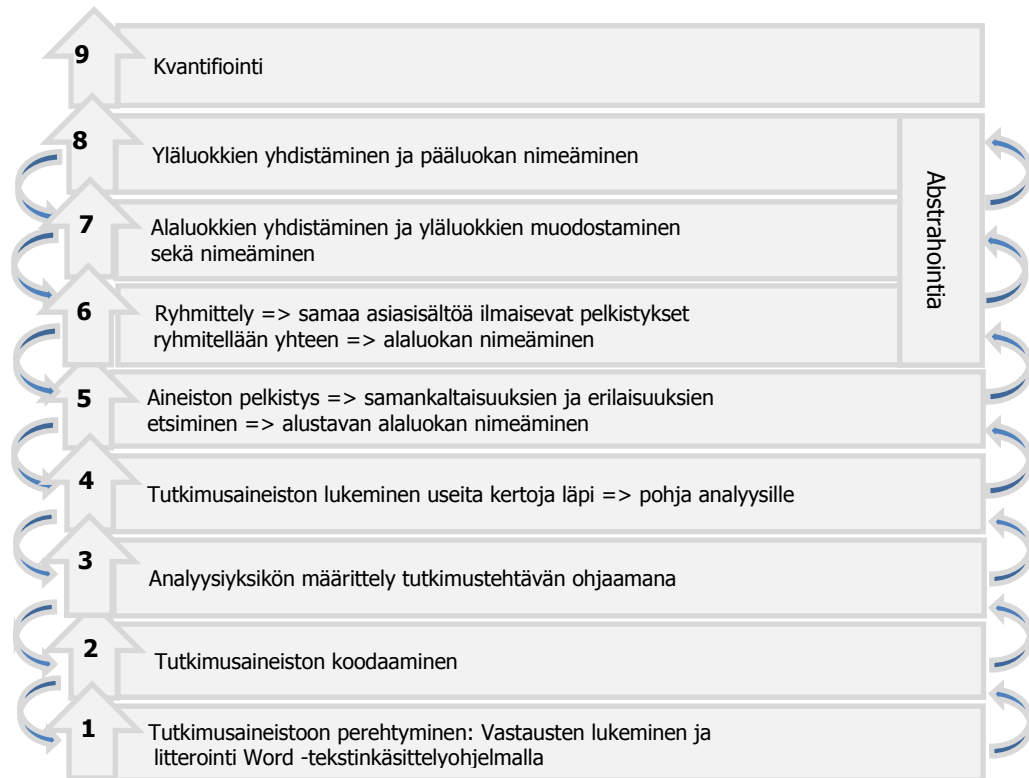 9
Kvantifiointi
8
Yläluokkien yhdistäminen ja pääluokan nimeäminen
Abstrahointia
7
Alaluokkien yhdistäminen ja yläluokkien muodostaminen
sekä nimeäminen
6
Ryhmittely => samaa asiasisältöä ilmaisevat pelkistykset
ryhmitellään yhteen => alaluokan nimeäminen
5
Aineiston pelkistys => samankaltaisuuksien ja erilaisuuksien
etsiminen => alustavan alaluokan nimeäminen
4
Tutkimusaineiston lukeminen useita kertoja läpi => pohja analyysille
3
Analyysiyksikön määrittely tutkimustehtävän ohjaamana
2
Tutkimusaineiston koodaaminen
1
Tutkimusaineistoon perehtyminen: Vastausten lukeminen ja
litterointi Word -tekstinkäsittelyohjelmalla